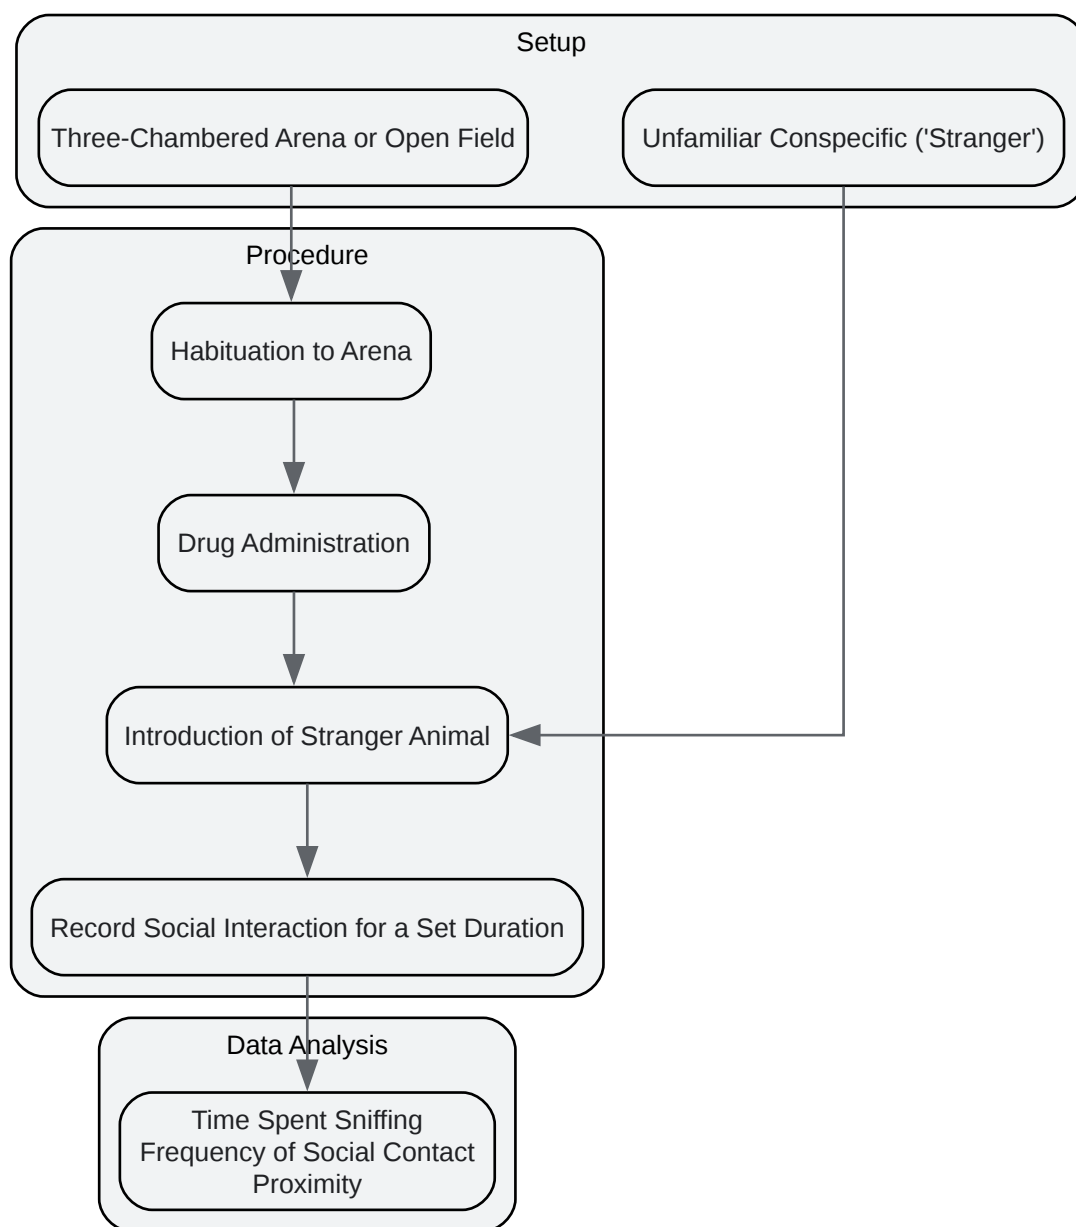 Setup
Three-Chambered Arena or Open Field
Unfamiliar Conspecific ('Stranger')
Procedure
Habituation to Arena
Drug Administration
Introduction of Stranger Animal
Record Social Interaction for a Set Duration
Data Analysis
Time Spent Sniffing
Frequency of Social Contact
Proximity